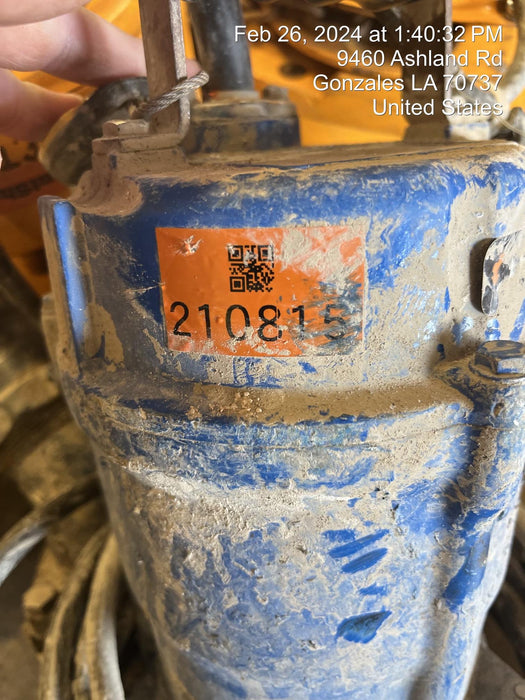 Feb 26, 2024 at 1:40:32 PM
9460 Ashland Rd
Gonzales LA 70737
United States
210815